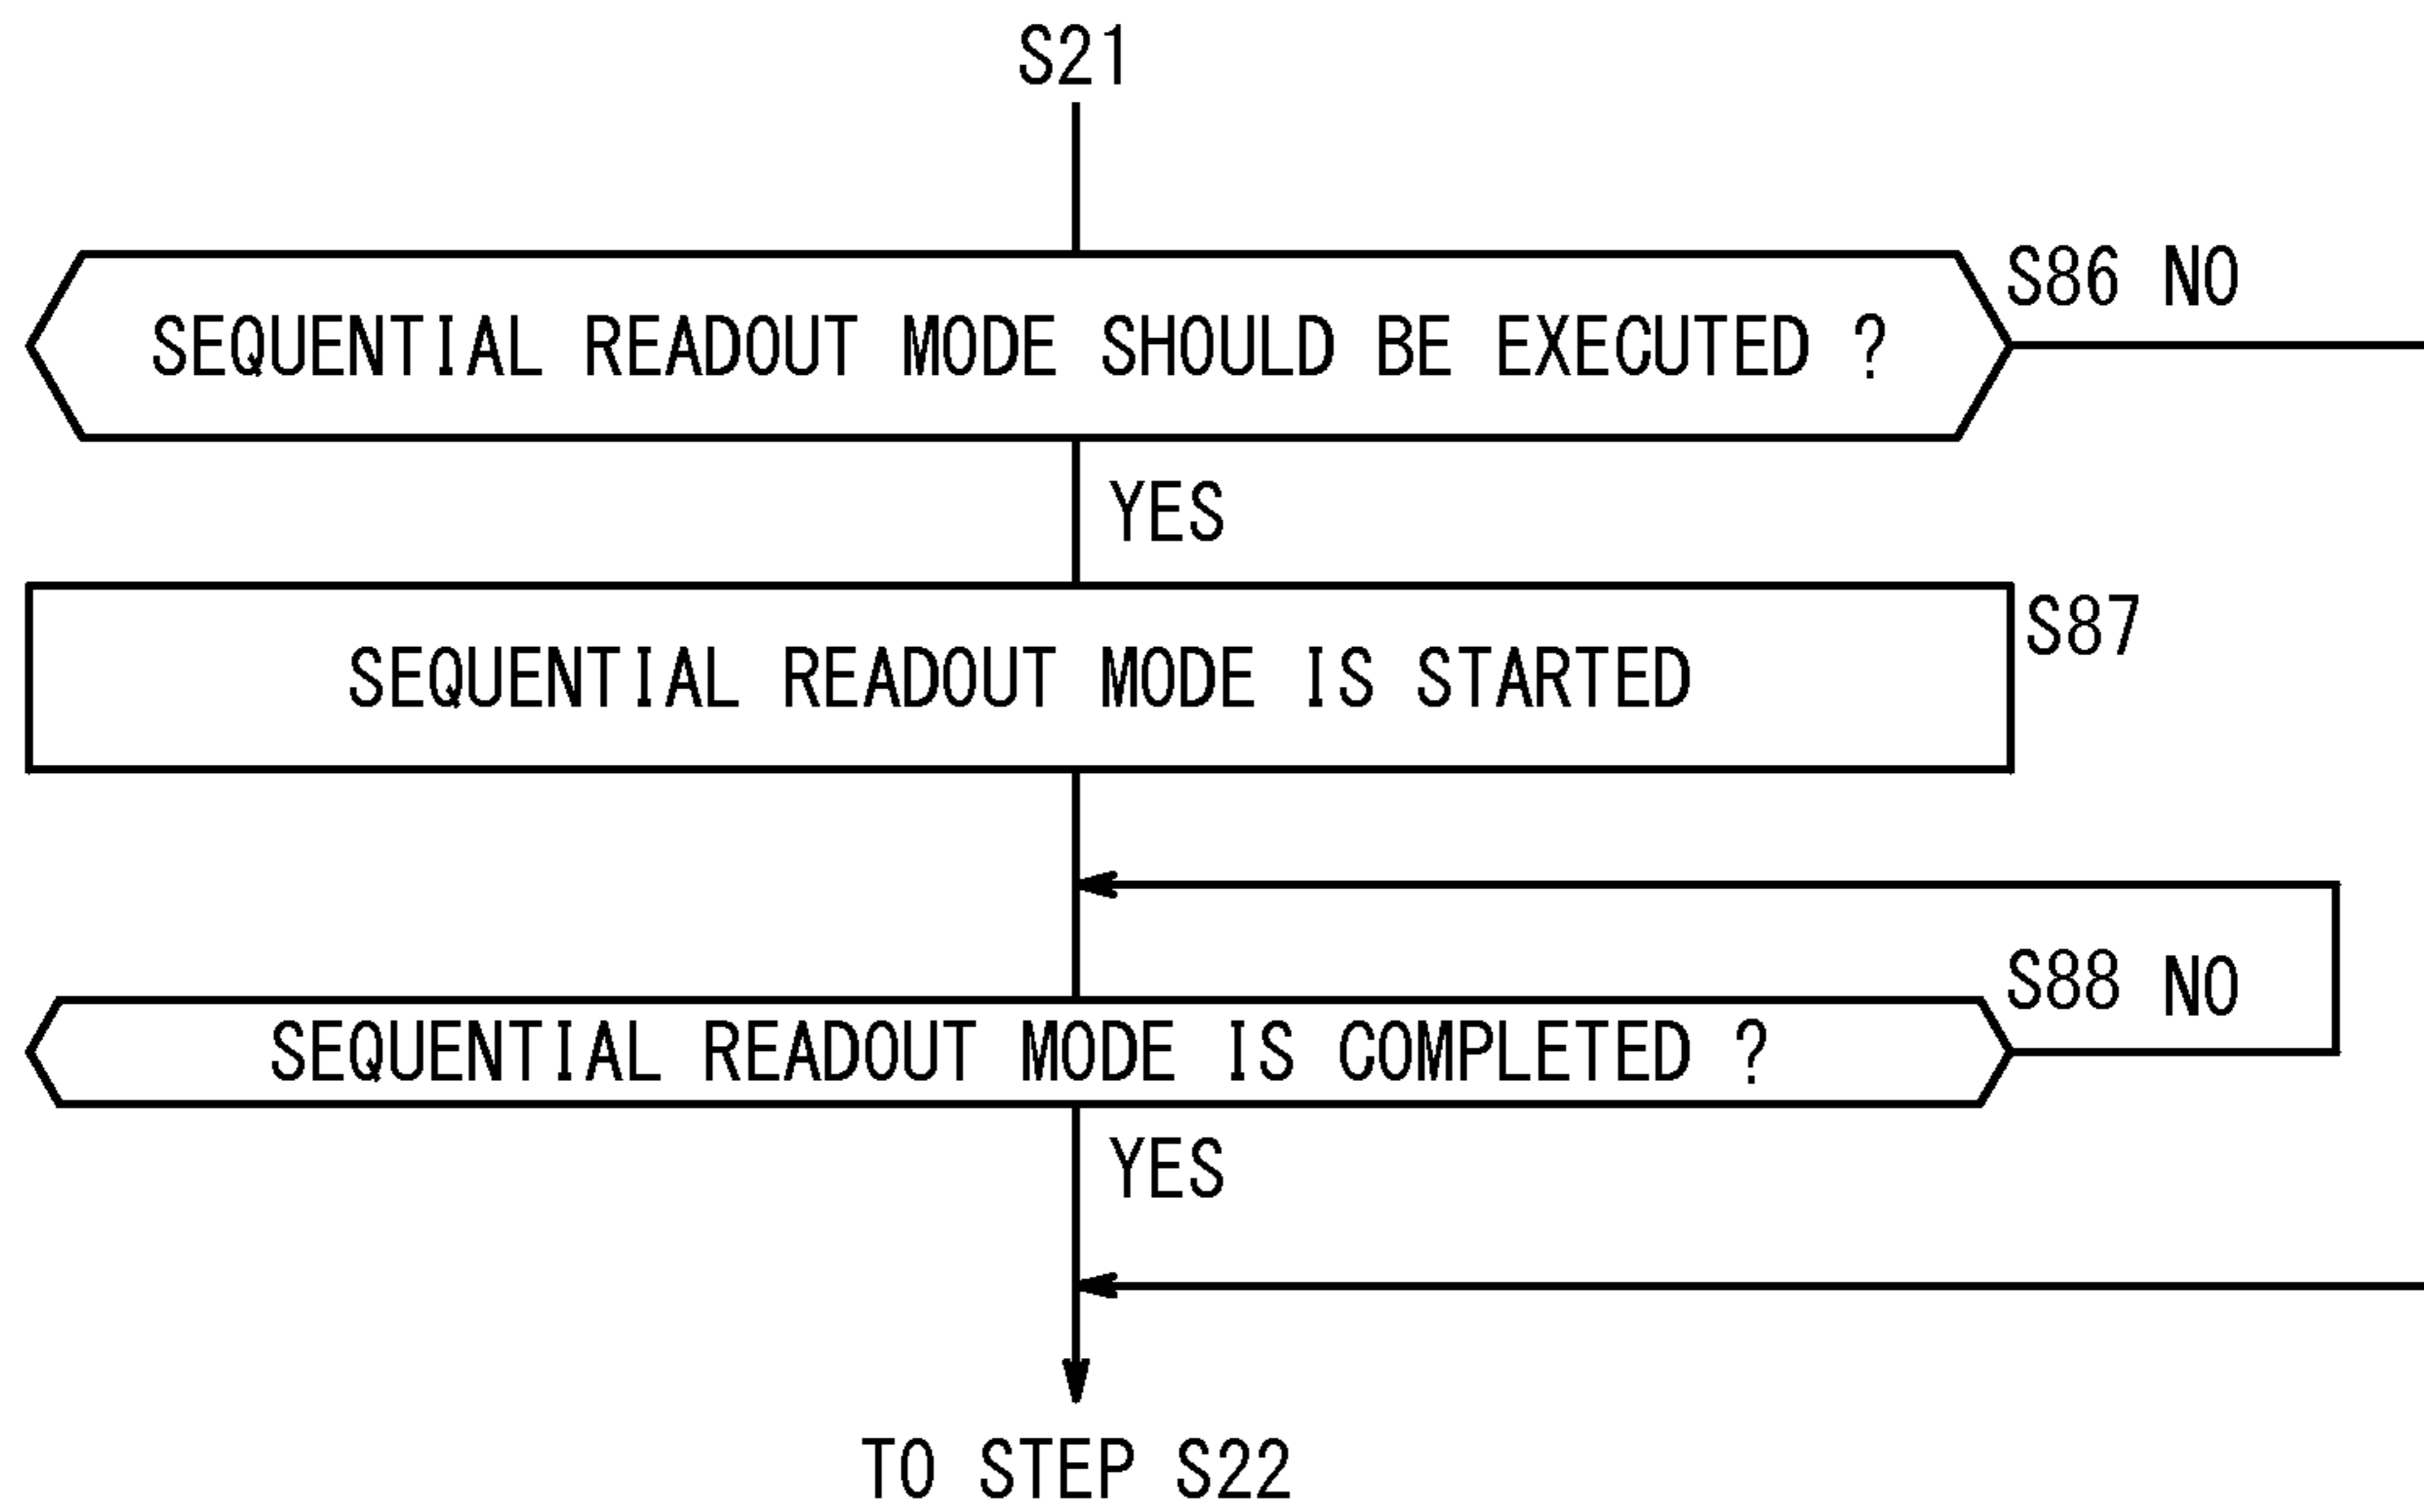 S21
SEQUENTIAL READOUT MODE SHOULD BE EXECUTED ?
S86 NO
YES
SEQUENTIAL READOUT MODE IS STARTED
S87
SEQUENTIAL READOUT MODE IS COMPLETED ?
S88 NO
YES
TO STEP S22